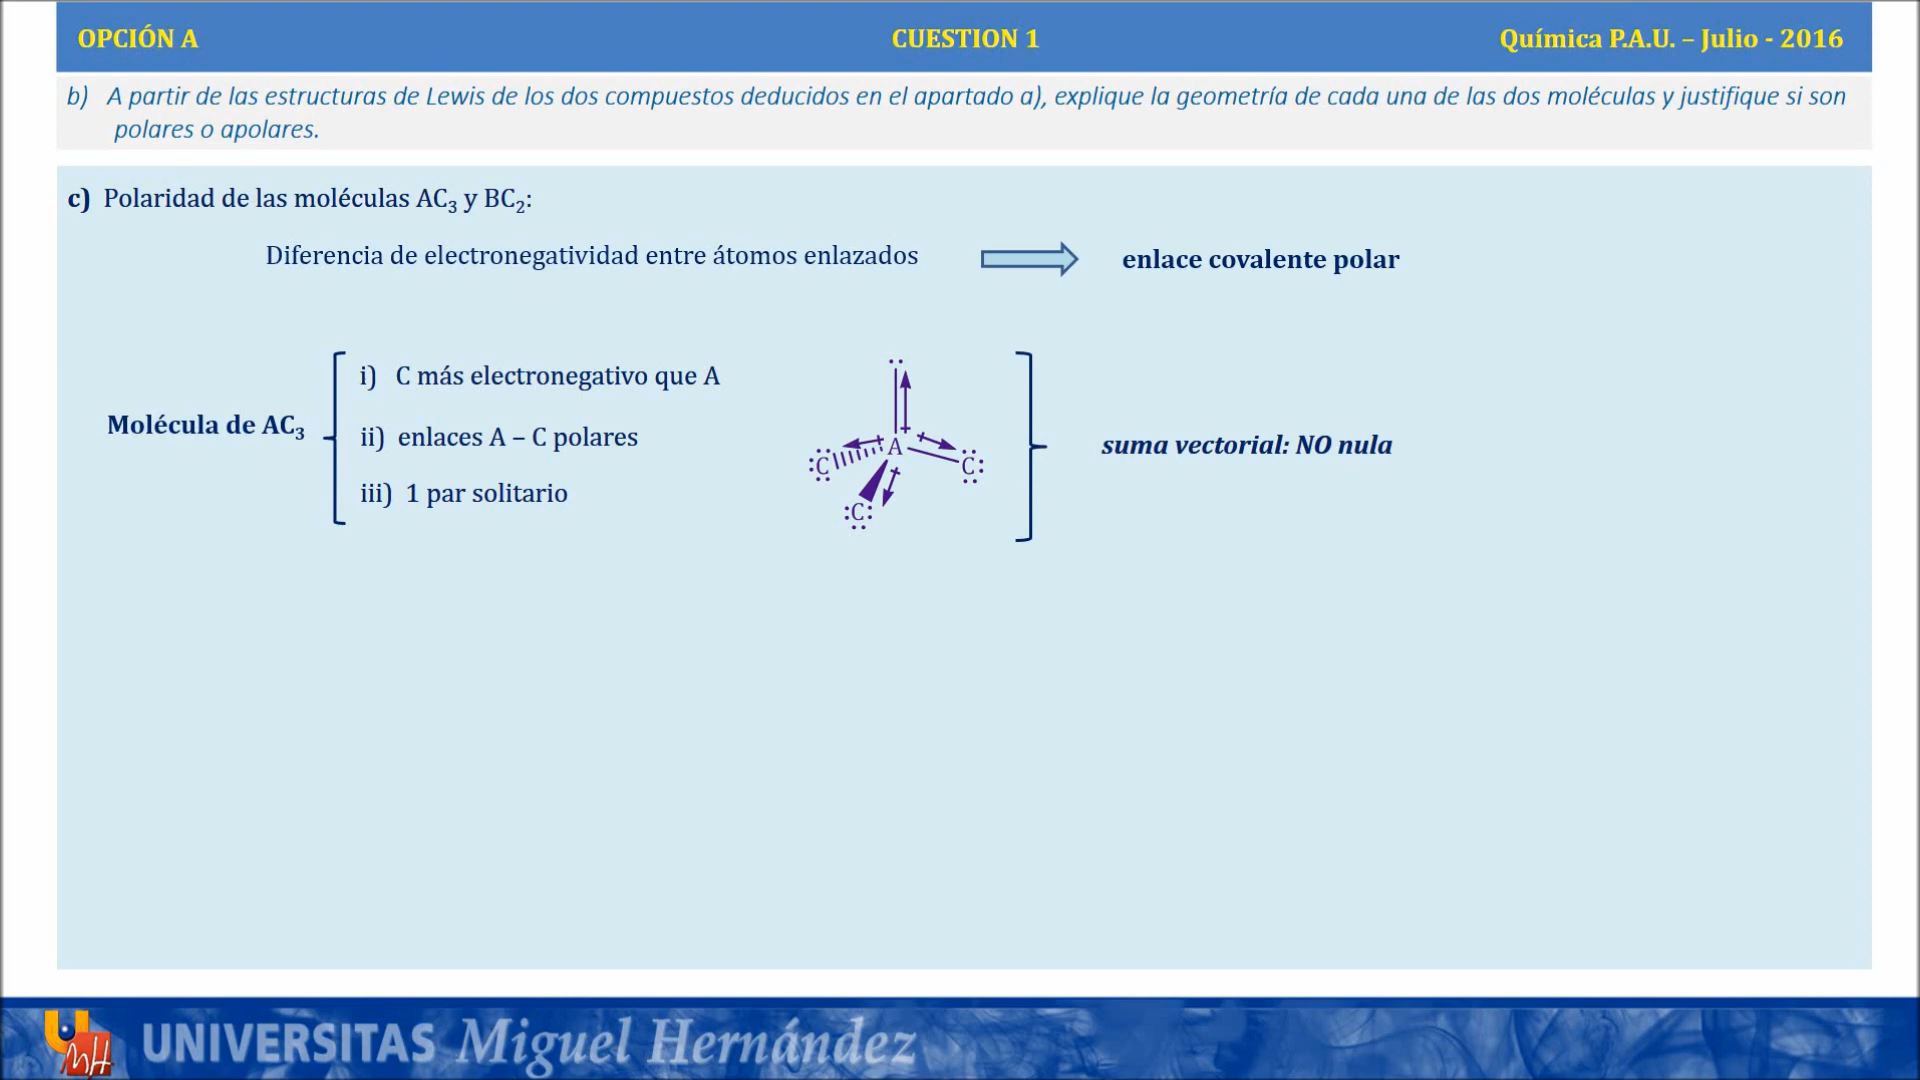 OPCIÓN A CUESTION 1 Química P.A.U. – Julio - 2016
b) A partir de las estructuras de Lewis de los dos compuestos deducidos en el apartado a), explique la geometría de cada una de las dos moléculas y justifique si son
polares o apolares.
c) Polaridad de las moléculas AC₃ y BC₂:
Diferencia de electronegatividad entre átomos enlazados enlace covalente polar
Molécula de AC₃
i) C más electronegativo que A
ii) enlaces A – C polares
iii) 1 par solitario
A
C
C
C
suma vectorial: NO nula
UNIVERSITAS Miguel Hernández